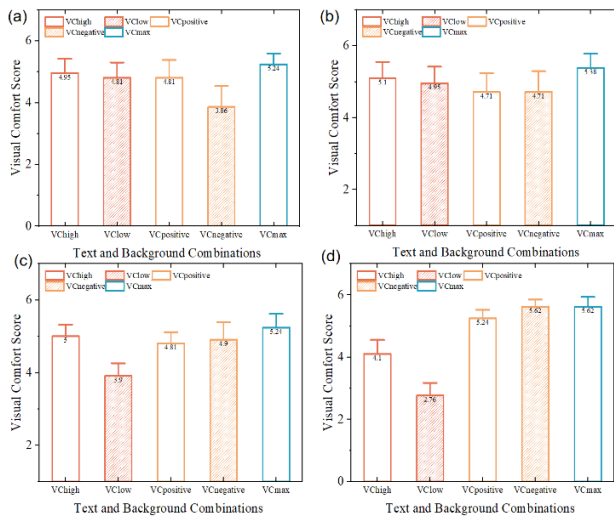 (a)
VChigh VClow VCpositive
VCnegative VCmax
Visual Comfort Score
6
4
2
0
4.95
4.81
4.81
3.86
5.24
VChigh VClow VCpositive VCnegative VCmax
Text and Background Combinations
(b)
VChigh VClow VCpositive
VCnegative VCmax
Visual Comfort Score
6
4
2
5.1
4.95
4.71
4.71
5.38
VChigh VClow VCpositive VCnegative VCmax
Text and Background Combinations
(c)
VChigh VClow VCpositive
VCnegative VCmax
Visual Comfort Score
6
4
2
5
3.9
4.81
4.9
5.24
VChigh VClow VCpositive VCnegative VCmax
Text and Background Combinations
(d)
VChigh VClow VCpositive
VCnegative VCmax
Visual Comfort Score
6
4
2
0
4.1
2.76
5.24
5.62
5.62
VChigh VClow VCpositive VCnegative VCmax
Text and Background Combinations